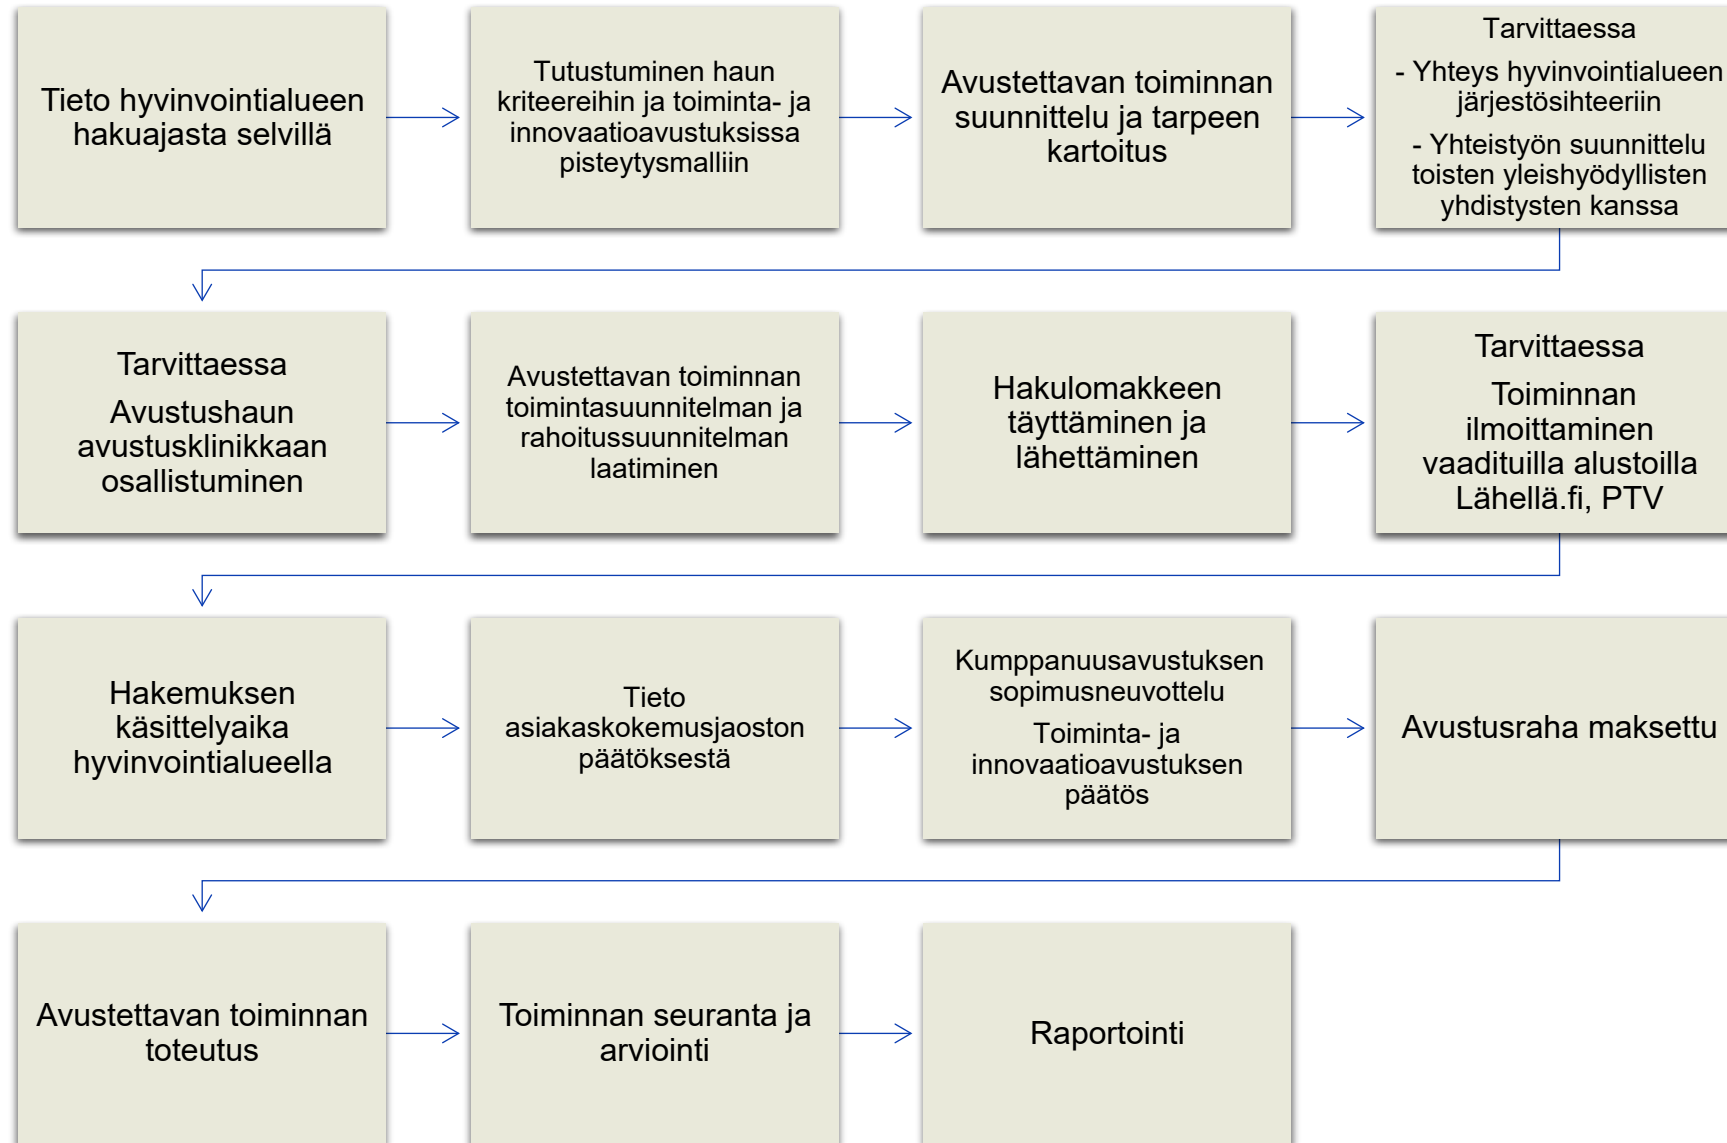 Tieto hyvinvointialueen
hakuajasta selvillä
Tutustuminen haun
kriteereihin ja toiminta- ja
innovaatioavustuksissa
pisteytysmalliin
Avustettavan toiminnan
suunnittelu ja tarpeen
kartoitus
Tarvittaessa
- Yhteys hyvinvointialueen
järjestösihteeriin
- Yhteistyön suunnittelu
toisten yleishyödyllisten
yhdistysten kanssa
Tarvittaessa
Avustushaun
avustusklinikkaan
osallistuminen
Avustettavan toiminnan
toimintasuunnitelman ja
rahoitussuunnitelman
laatiminen
Hakulomakkeen
täyttäminen ja
lähettäminen
Tarvittaessa
Toiminnan
ilmoittaminen
vaadituilla alustoilla
Lähellä.fi, PTV
Hakemuksen
käsittelyaika
hyvinvointialueella
Tieto
asiakaskokemusjaoston
päätöksestä
Kumppanuusavustuksen
sopimusneuvottelu
Toiminta- ja
innovaatioavustuksen
päätös
Avustusraha maksettu
Avustettavan toiminnan
toteutus
Toiminnan seuranta ja
arviointi
Raportointi